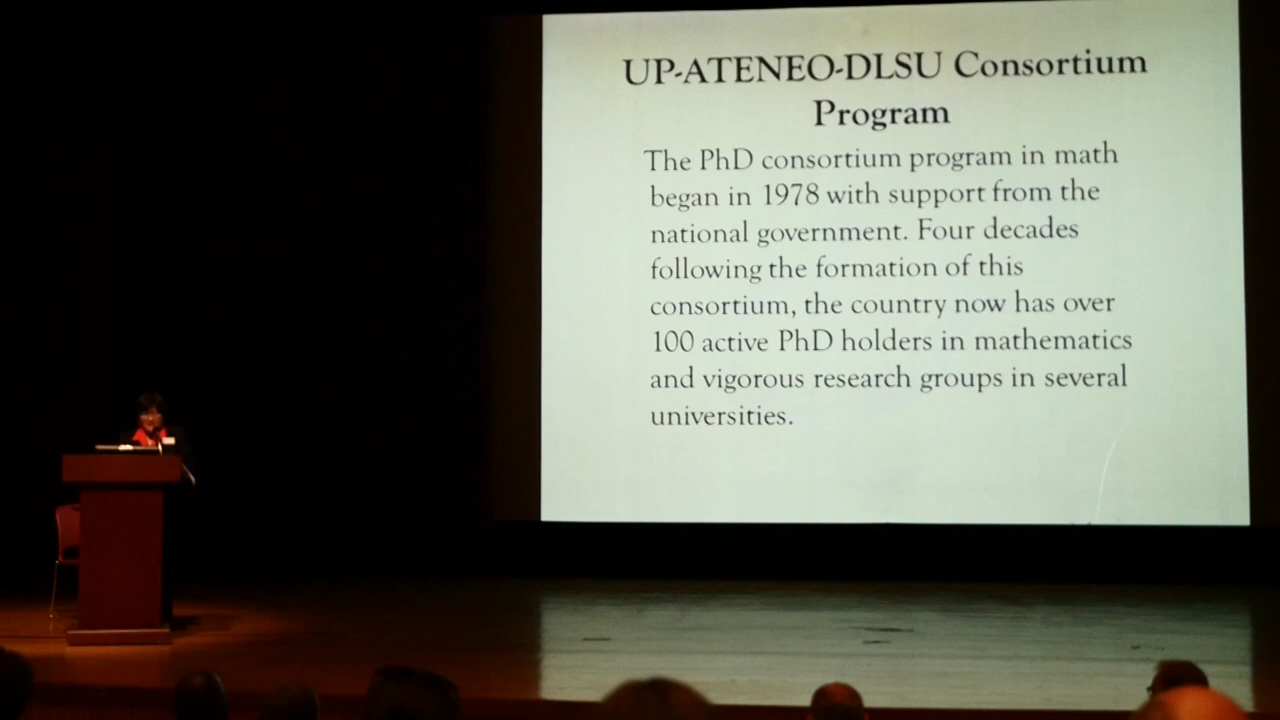 UP-ATENEO-DLSU Consortium
Program
The PhD consortium program in math
began in 1978 with support from the
national government. Four decades
following the formation of this
consortium, the country now has over
100 active PhD holders in mathematics
and vigorous research groups in several
universities.